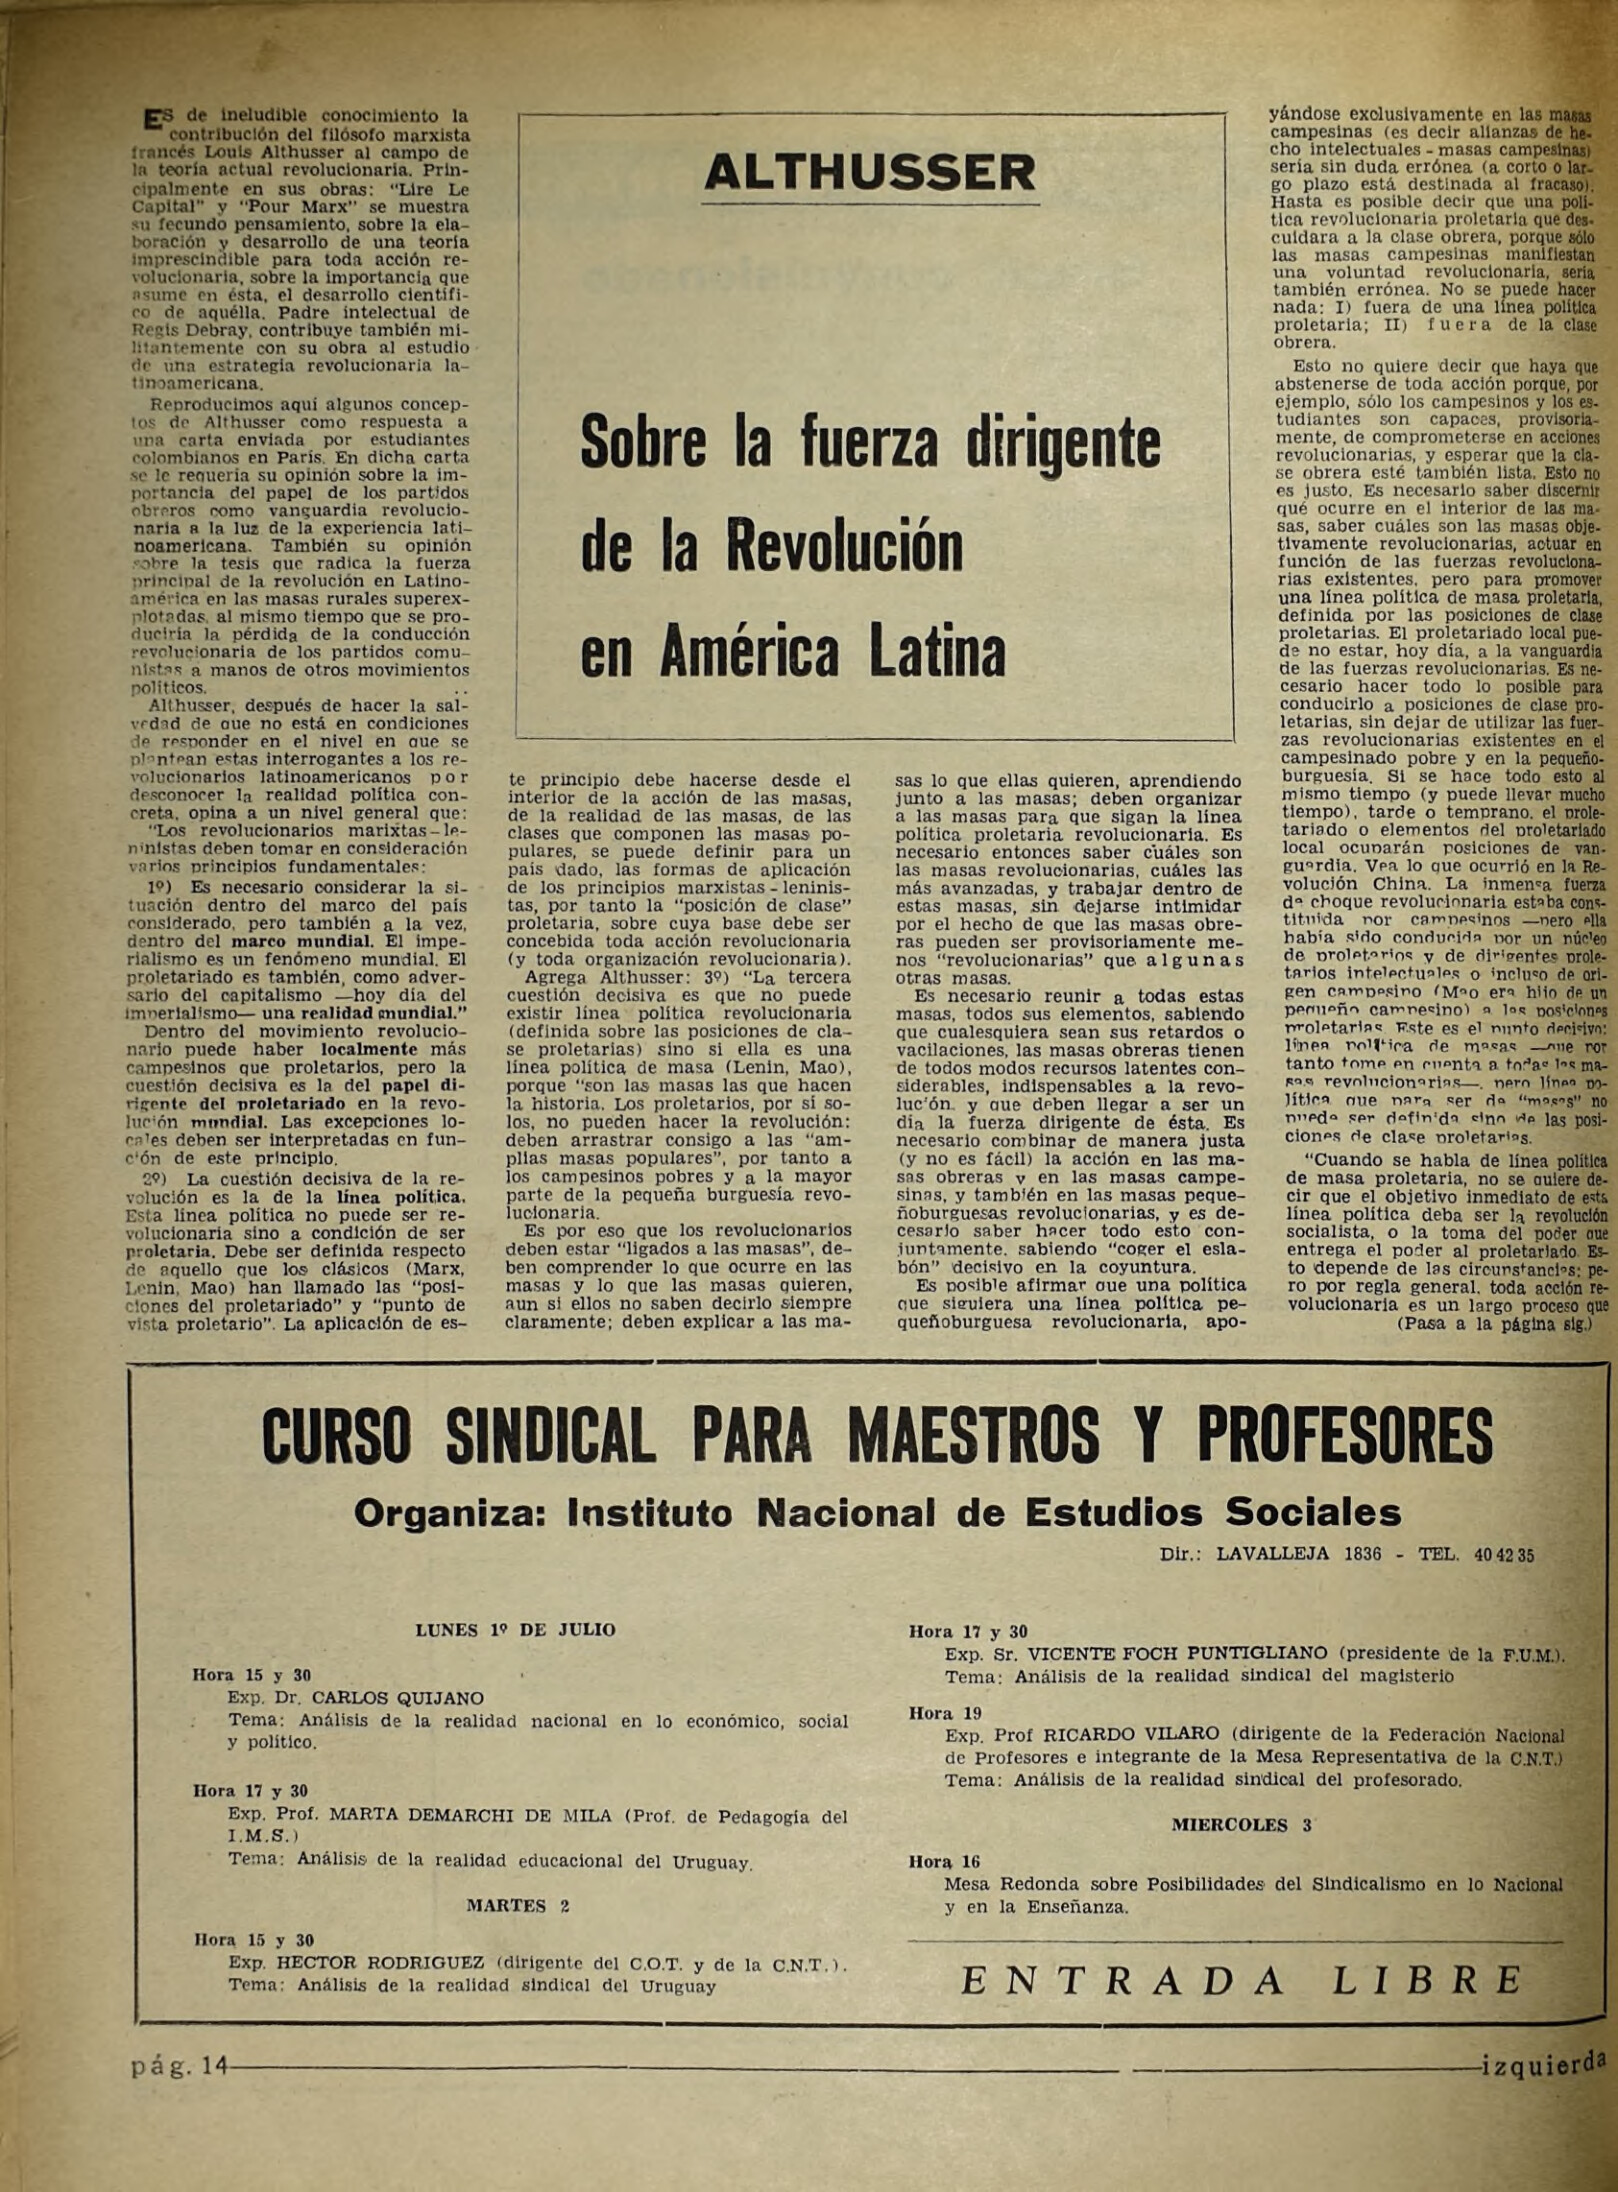 ALTHUSSER
Sobre la fuerza dirigente
de la Revolución
en América Latina
ES de ineludible conocimiento la
contribución del filósofo marxista
francés Louis Althusser al campo de
la teoría actual revolucionaria. Prin-
cipalmente en sus obras: "Lire Le
Capital" y "Pour Marx" se muestra
su fecundo pensamiento, sobre la ela-
boración y desarrollo de una teoría
imprescindible para toda acción re-
volucionaria, sobre la importancia que
asume en ésta, el desarrollo científi-
co de aquélla. Padre intelectual de
Regis Debray, contribuye también mi-
litantemente con su obra al estudio
de una estrategia revolucionaria la-
tinoamericana.
Reproducimos aquí algunos concep-
tos de Althusser como respuesta a
una carta enviada por estudiantes
colombianos en París. En dicha carta
se le requería su opinión sobre la im-
portancia del papel de los partidos
obreros como vanguardia revolucio-
naria a la luz de la experiencia lati-
noamericana. También su opinión
sobre la tesis que radica la fuerza
principal de la revolución en Latino-
américa en las masas rurales superex-
plotadas, al mismo tiempo que se pro-
duciría la pérdida de la conducción
revolucionaria de los partidos comu-
nistas a manos de otros movimientos
políticos.
Althusser, después de hacer la sal-
vedad de que no está en condiciones
de responder en el nivel en que se
plantean estas interrogantes a los re-
volucionarios latinoamericanos por
desconocer la realidad política con-
creta, opina a un nivel general que:
"Los revolucionarios marixtas-le-
ninistas deben tomar en consideración
varios principios fundamentales:
1º) Es necesario considerar la si-
tuación dentro del marco del país
considerado, pero también a la vez,
dentro del marco mundial. El impe-
rialismo es un fenómeno mundial. El
proletariado es también, como adver-
sario del capitalismo —hoy día del
imperialismo— una realidad mundial."
Dentro del movimiento revolucio-
nario puede haber localmente más
campesinos que proletarios, pero la
cuestión decisiva es la del papel di-
rigente del proletariado en la revo-
lución mundial. Las excepciones lo-
cales deben ser interpretadas en fun-
ción de este principio.
2º) La cuestión decisiva de la re-
volución es la de la línea política.
Esta línea política no puede ser re-
volucionaria sino a condición de ser
proletaria. Debe ser definida respecto
de aquello que los clásicos (Marx,
Lenin, Mao) han llamado las "posi-
ciones del proletariado" y "punto de
vista proletario". La aplicación de es-
te principio debe hacerse desde el
interior de la acción de las masas,
de la realidad de las masas, de las
clases que componen las masas po-
pulares, se puede definir para un
país dado, las formas de aplicación
de los principios marxistas-leninis-
tas, por tanto la "posición de clase"
proletaria, sobre cuya base debe ser
concebida toda acción revolucionaria
(y toda organización revolucionaria).
Agrega Althusser: 3º) "La tercera
cuestión decisiva es que no puede
existir línea política revolucionaria
(definida sobre las posiciones de cla-
se proletarias) sino si ella es una
línea política de masa (Lenin, Mao),
porque "son las masas las que hacen
la historia. Los proletarios, por sí so-
los, no pueden hacer la revolución:
deben arrastrar consigo a las "am-
plias masas populares", por tanto a
los campesinos pobres y a la mayor
parte de la pequeña burguesía revo-
lucionaria.
Es por eso que los revolucionarios
deben estar "ligados a las masas", de-
ben comprender lo que ocurre en las
masas y lo que las masas quieren,
aun si ellos no saben decirlo siempre
claramente; deben explicar a las ma-
sas lo que ellas quieren, aprendiendo
junto a las masas; deben organizar
a las masas para que sigan la línea
política proletaria revolucionaria. Es
necesario entonces saber cuáles son
las masas revolucionarias, cuáles las
más avanzadas, y trabajar dentro de
estas masas, sin dejarse intimidar
por el hecho de que las masas obre-
ras pueden ser provisoriamente me-
nos "revolucionarias" que algunas
otras masas.
Es necesario reunir a todas estas
masas, todos sus elementos, sabiendo
que cualesquiera sean sus retardos o
vacilaciones, las masas obreras tienen
de todos modos recursos latentes con-
siderables, indispensables a la revo-
lución, y que deben llegar a ser un
día la fuerza dirigente de ésta. Es
necesario combinar de manera justa
(y no es fácil) la acción en las ma-
sas obreras y en las masas campe-
sinas, y también en las masas peque-
ñoburguesas revolucionarias, y es de-
cesario saber hacer todo esto con-
juntamente, sabiendo "coger el esla-
bón" decisivo en la coyuntura.
Es posible afirmar que una política
que siguiera una línea política pe-
queñoburguesa revolucionaria, apo-
yándose exclusivamente en las masas
campesinas (es decir alianzas de he-
cho intelectuales - masas campesinas)
sería sin duda errónea (a corto o lar-
go plazo está destinada al fracaso).
Hasta es posible decir que una polí-
tica revolucionaria proletaria que des-
cuidara a la clase obrera, porque sólo
las masas campesinas manifiestan
una voluntad revolucionaria, sería
también errónea. No se puede hacer
nada: I) fuera de una línea política
proletaria; II) fuera de la clase
obrera.
Esto no quiere decir que haya que
abstenerse de toda acción porque, por
ejemplo, sólo los campesinos y los es-
tudiantes son capaces, provisoria-
mente, de comprometerse en acciones
revolucionarias, y esperar que la cla-
se obrera esté también lista. Esto no
es justo. Es necesario saber discernir
qué ocurre en el interior de las ma-
sas, saber cuáles son las masas obje-
tivamente revolucionarias, actuar en
función de las fuerzas revoluciona-
rias existentes, pero para promover
una línea política de masa proletaria,
definida por las posiciones de clase
proletarias. El proletariado local pue-
de no estar, hoy día, a la vanguardia
de las fuerzas revolucionarias. Es ne-
cesario hacer todo lo posible para
conducirlo a posiciones de clase pro-
letarias, sin dejar de utilizar las fuer-
zas revolucionarias existentes en el
campesinado pobre y en la pequeño-
burguesía. Si se hace todo esto al
mismo tiempo (y puede llevar mucho
tiempo), tarde o temprano, el prole-
tariado o elementos del proletariado
local ocuparán posiciones de van-
guardia. Vea lo que ocurrió en la Re-
volución China. La inmensa fuerza
de choque revolucionaria estaba cons-
tituida por campesinos —pero ella
había sido conducida por un núcleo
de proletarios y de dirigentes prole-
tarios intelectuales o incluso de ori-
gen campesino (Mao era hijo de un
pequeño campesino) a las posiciones
proletarias. Este es el punto decisivo:
línea política de masas —que por
tanto tome en cuenta a todas las ma-
sas revolucionarias—, pero línea po-
lítica que para ser de "masas" no
puede ser definida sino de las posi-
ciones de clase proletarias.
"Cuando se habla de línea política
de masa proletaria, no se quiere de-
cir que el objetivo inmediato de esta
línea política deba ser la revolución
socialista, o la toma del poder que
entrega el poder al proletariado. Es-
to depende de las circunstancias; pe-
ro por regla general, toda acción re-
volucionaria es un largo proceso que
(Pasa a la página sig.)
CURSO SINDICAL PARA MAESTROS Y PROFESORES
Organiza: Instituto Nacional de Estudios Sociales
Dir.: LAVALLEJA 1836 - TEL. 40 42 35
LUNES 1º DE JULIO
Hora 15 y 30
Exp. Dr. CARLOS QUIJANO
Tema: Análisis de la realidad nacional en lo económico, social
y político.
Hora 17 y 30
Exp. Prof. MARTA DEMARCHI DE MILA (Prof. de Pedagogía del
I.M.S.)
Tema: Análisis de la realidad educacional del Uruguay.
MARTES 2
Hora 15 y 30
Exp. HECTOR RODRIGUEZ (dirigente del C.O.T. y de la C.N.T.).
Tema: Análisis de la realidad sindical del Uruguay
Hora 17 y 30
Exp. Sr. VICENTE FOCH PUNTIGLIANO (presidente de la F.U.M.).
Tema: Análisis de la realidad sindical del magisterio
Hora 19
Exp. Prof RICARDO VILARO (dirigente de la Federación Nacional
de Profesores e integrante de la Mesa Representativa de la C.N.T.)
Tema: Análisis de la realidad sindical del profesorado.
MIERCOLES 3
Hora 16
Mesa Redonda sobre Posibilidades del Sindicalismo en lo Nacional
y en la Enseñanza.
ENTRADA LIBRE
pág. 14
izquierda